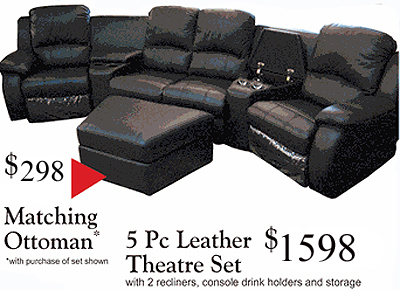 $298
Matching
Ottoman*
*with purchase of set shown
5 Pc Leather $1598
Theatre Set
with 2 recliners, console drink holders and storage